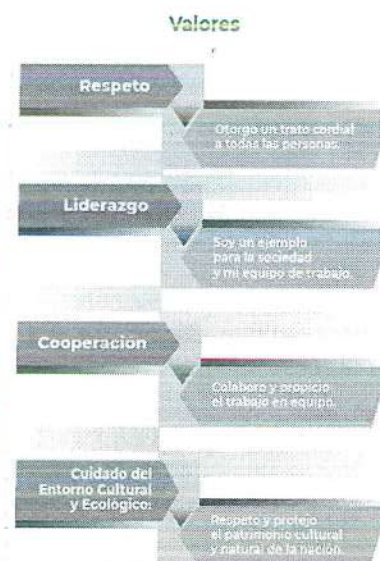 Valores
Respeto
Otorgo un trato cordial
a todas las personas.
Liderazgo
Soy un ejemplo
para la sociedad
y mi equipo de trabajo.
Cooperación
Colaboro y propicio
el trabajo en equipo.
Cuidado del
Entorno Cultural
y Ecológico:
Respeto y protejo
el patrimonio cultural
y natural de la nación.